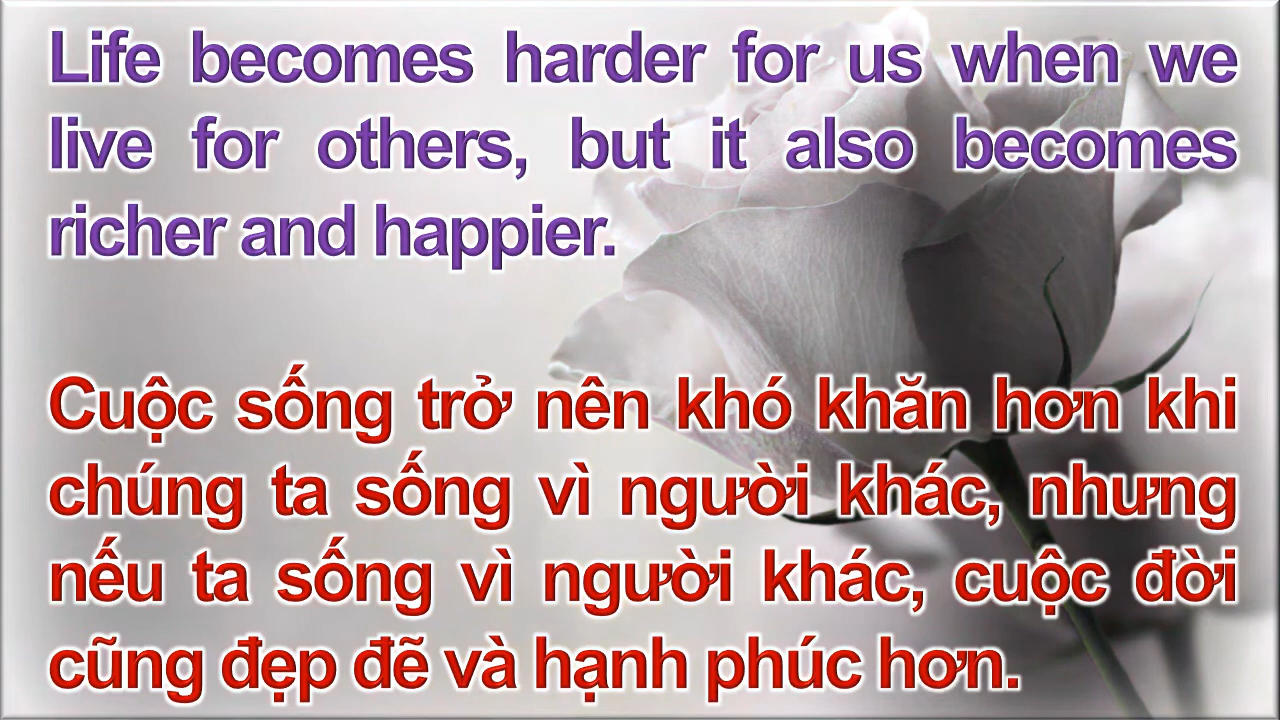 Life becomes harder for us when we
live for others, but it also becomes
richer and happier.
Cuộc sống trở nên khó khăn hơn khi
chúng ta sống vì người khác, nhưng
nếu ta sống vì người khác, cuộc đời
cũng đẹp đẽ và hạnh phúc hơn.